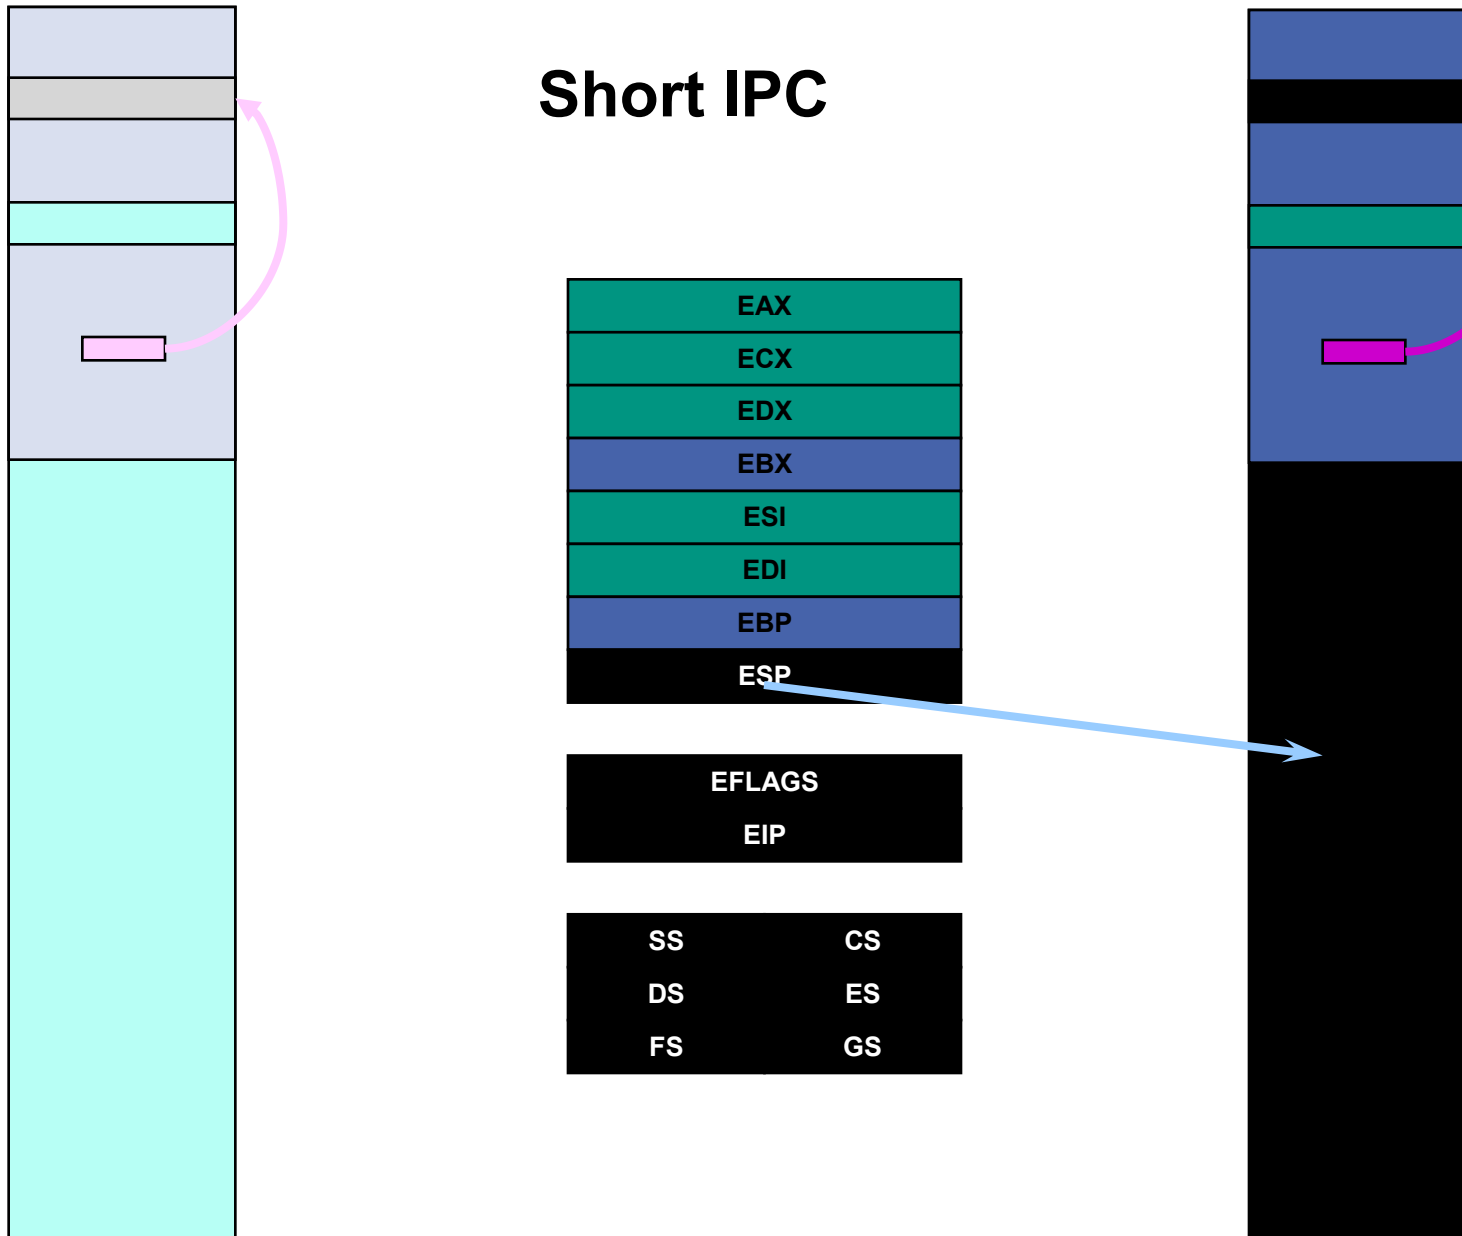 Short IPC
EAX
ECX
EDX
EBX
ESI
EDI
EBP
ESP
EFLAGS
EIP
SS CS
DS ES
FS GS